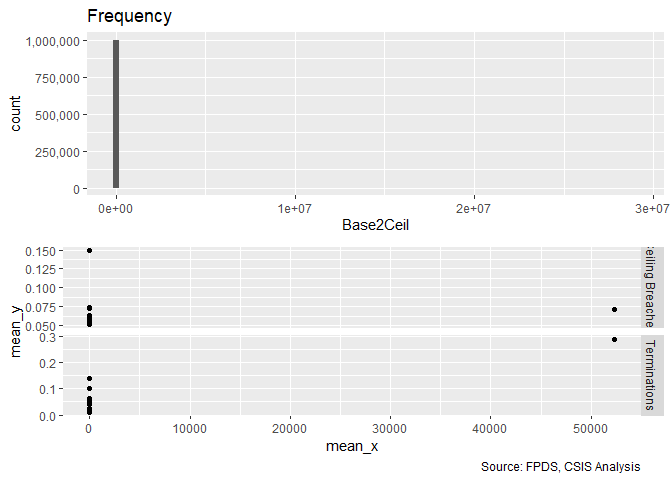 Frequency
1,000,000
750,000
500,000
250,000
0
count
0e+00 1e+07 2e+07 3e+07
Base2Ceil
0.150
0.125
0.100
0.075
0.050
Terminations
0.3
0.2
0.1
0.0
mean_y
0 10000 20000 30000 40000 50000
mean_x
Source: FPDS, CSIS Analysis